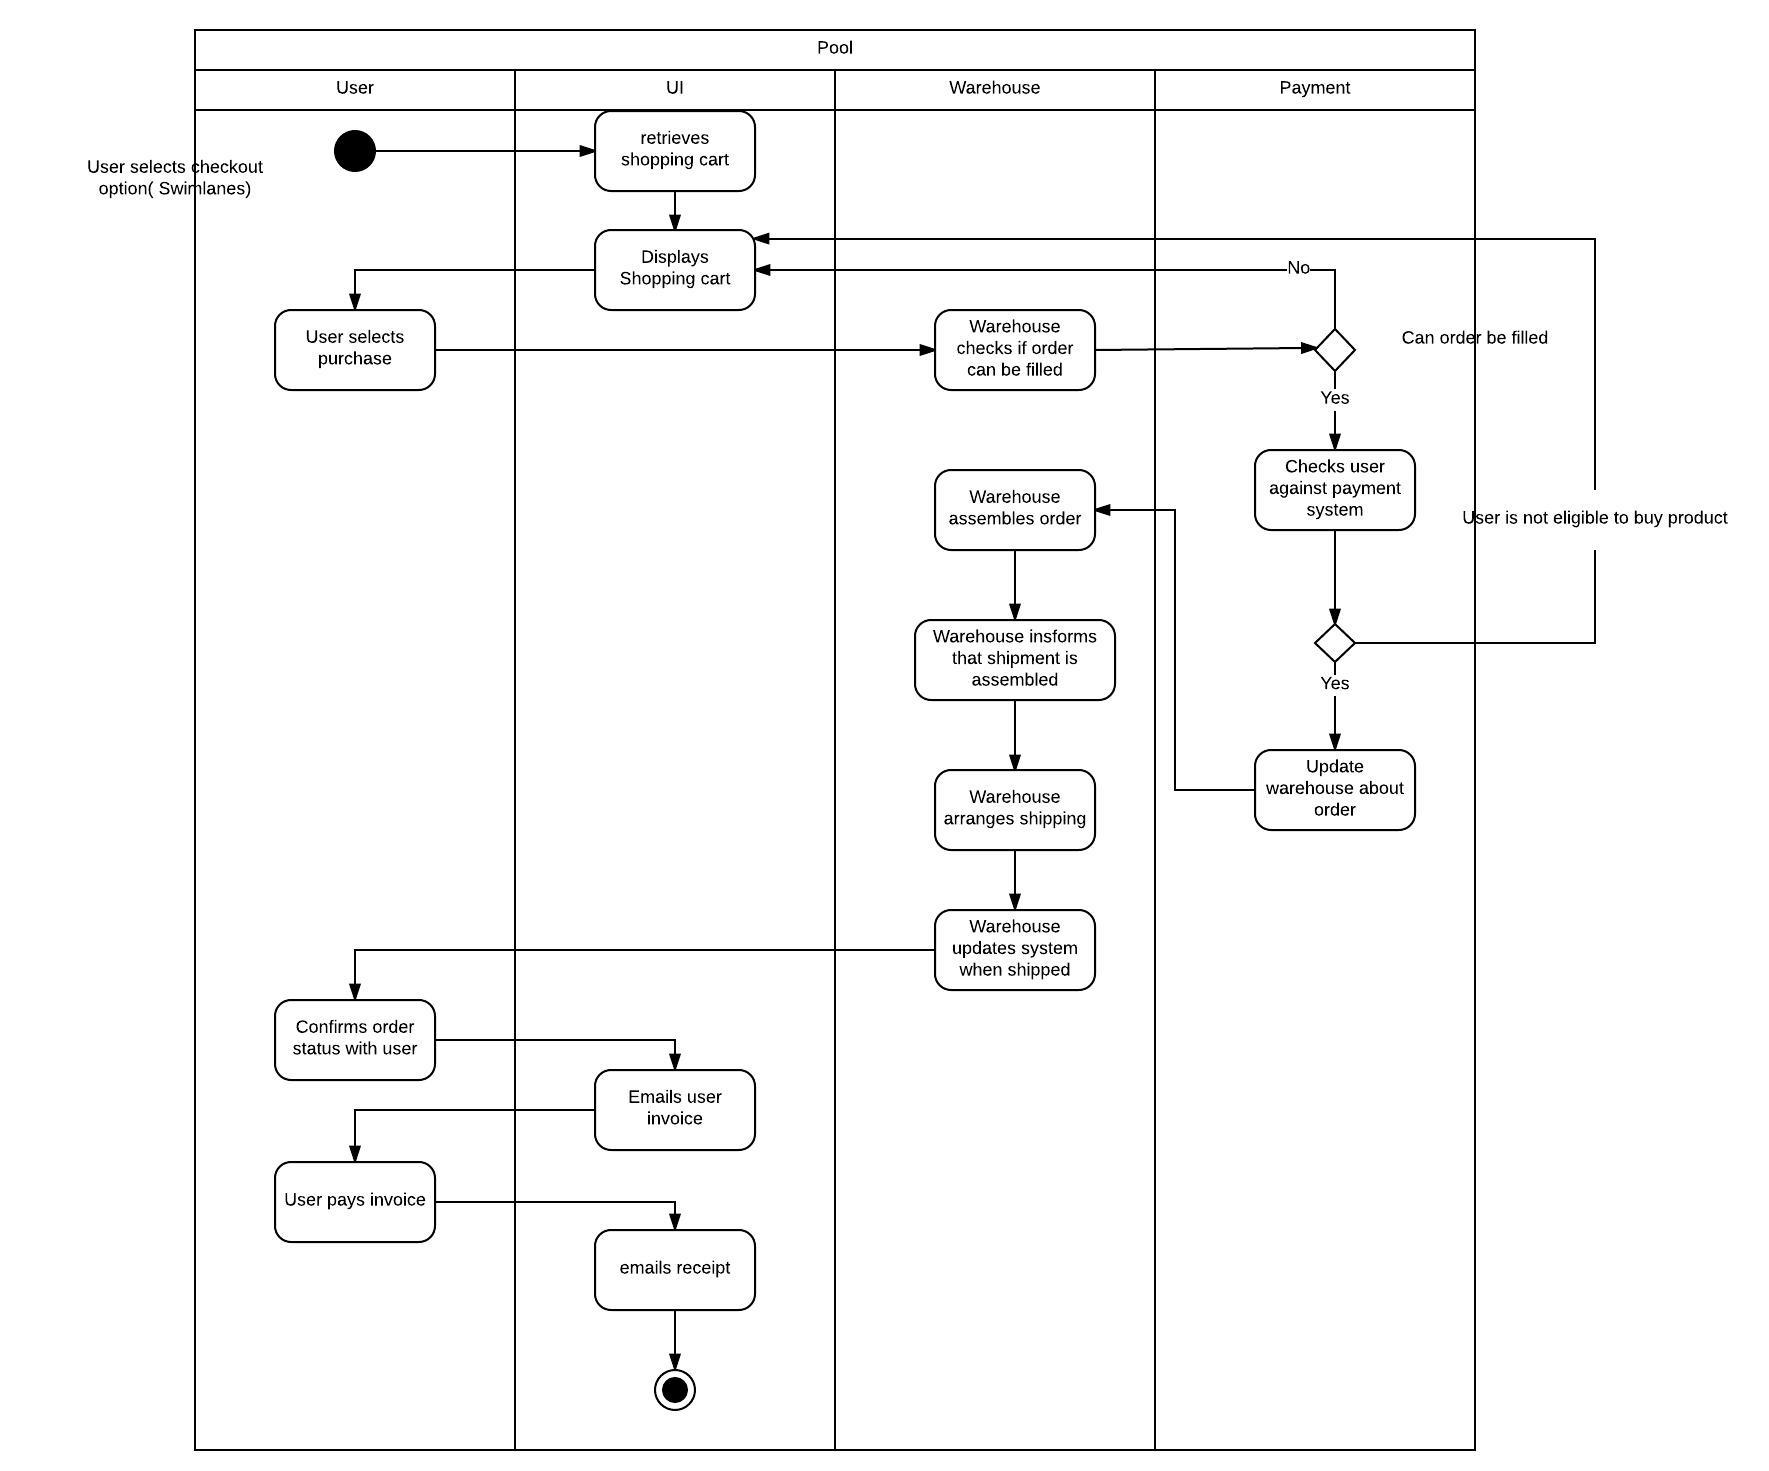 Pool
User
UI
Warehouse
Payment
retrieves
shopping cart
User selects checkout
option( Swimlanes)
Displays
Shopping cart
No
User selects
purchase
Warehouse
checks if order
can be filled
Can order be filled
Yes
Checks user
against payment
system
Warehouse
assembles order
User is not eligible to buy product
Warehouse insforms
that shipment is
assembled
Yes
Update
warehouse about
order
Warehouse
arranges shipping
Warehouse
updates system
when shipped
Confirms order
status with user
Emails user
invoice
User pays invoice
emails receipt